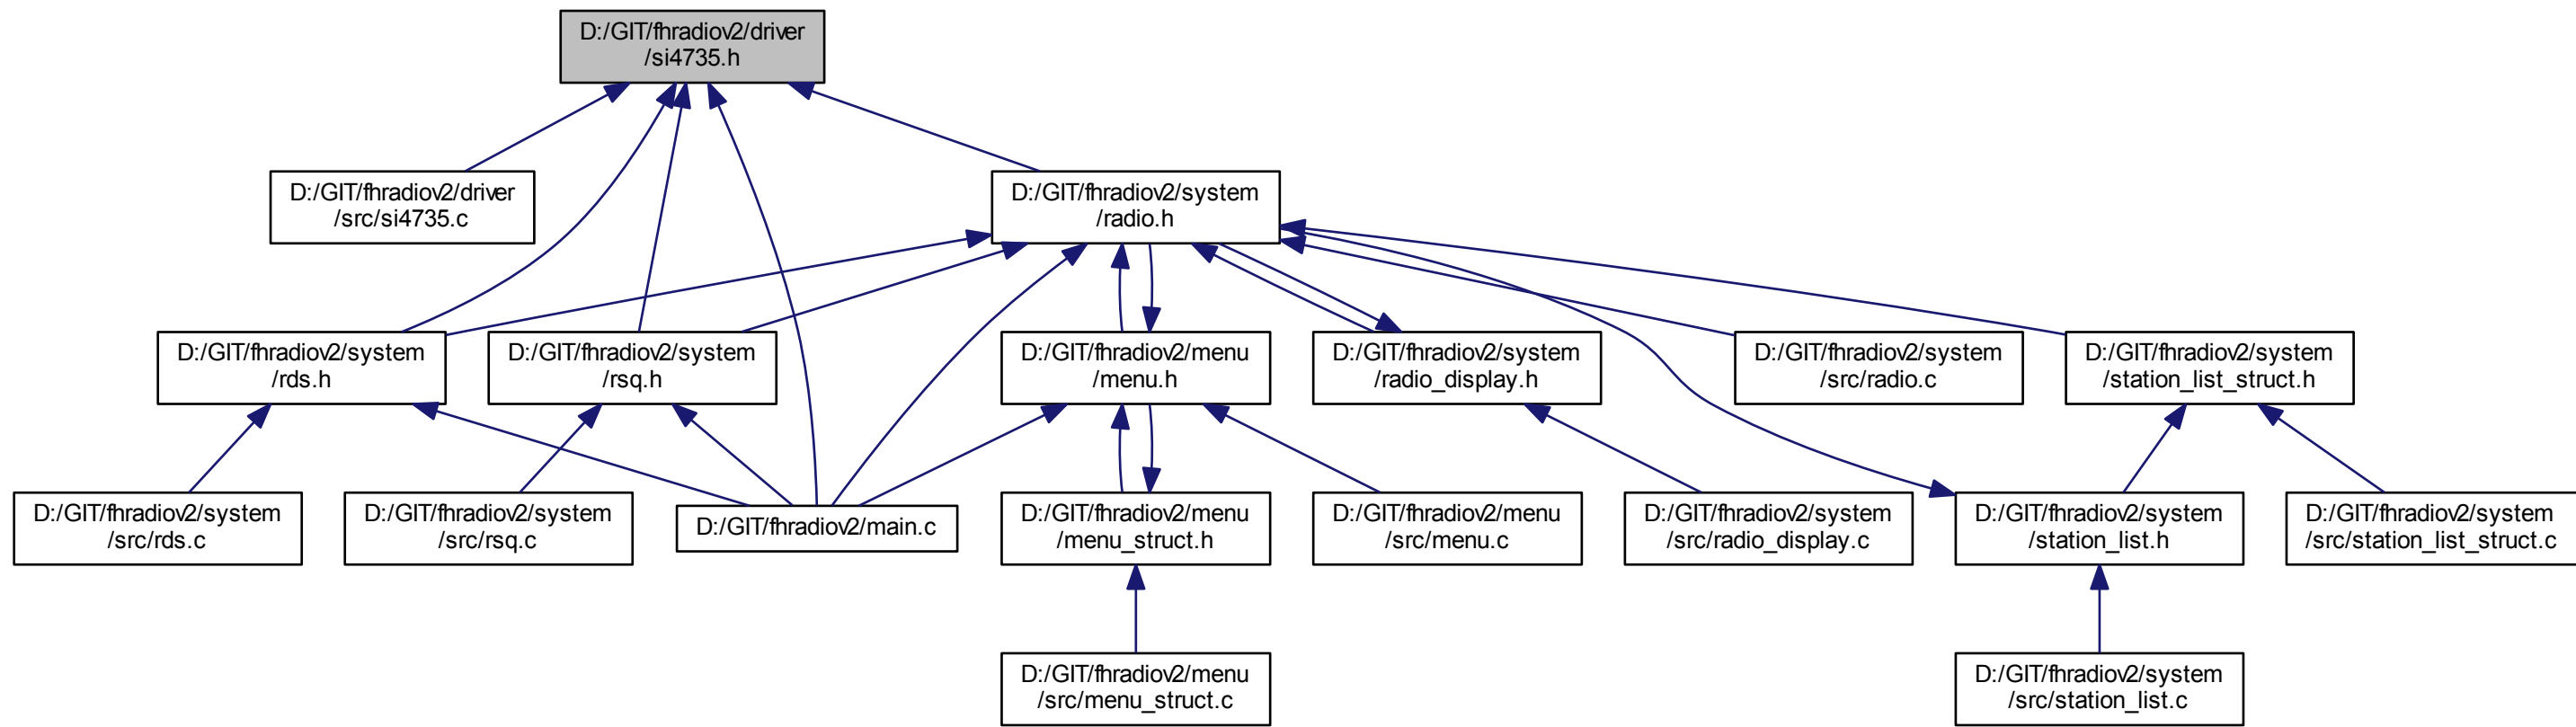 D:/GIT/fhradiov2/driver
/si4735.h
D:/GIT/fhradiov2/driver
/src/si4735.c
D:/GIT/fhradiov2/system
/radio.h
D:/GIT/fhradiov2/system
/rds.h
D:/GIT/fhradiov2/system
/rsq.h
D:/GIT/fhradiov2/menu
/menu.h
D:/GIT/fhradiov2/system
/radio_display.h
D:/GIT/fhradiov2/system
/src/radio.c
D:/GIT/fhradiov2/system
/station_list_struct.h
D:/GIT/fhradiov2/system
/src/rds.c
D:/GIT/fhradiov2/system
/src/rsq.c
D:/GIT/fhradiov2/main.c
D:/GIT/fhradiov2/menu
/menu_struct.h
D:/GIT/fhradiov2/menu
/src/menu.c
D:/GIT/fhradiov2/system
/src/radio_display.c
D:/GIT/fhradiov2/system
/station_list.h
D:/GIT/fhradiov2/system
/src/station_list_struct.c
D:/GIT/fhradiov2/menu
/src/menu_struct.c
D:/GIT/fhradiov2/system
/src/station_list.c